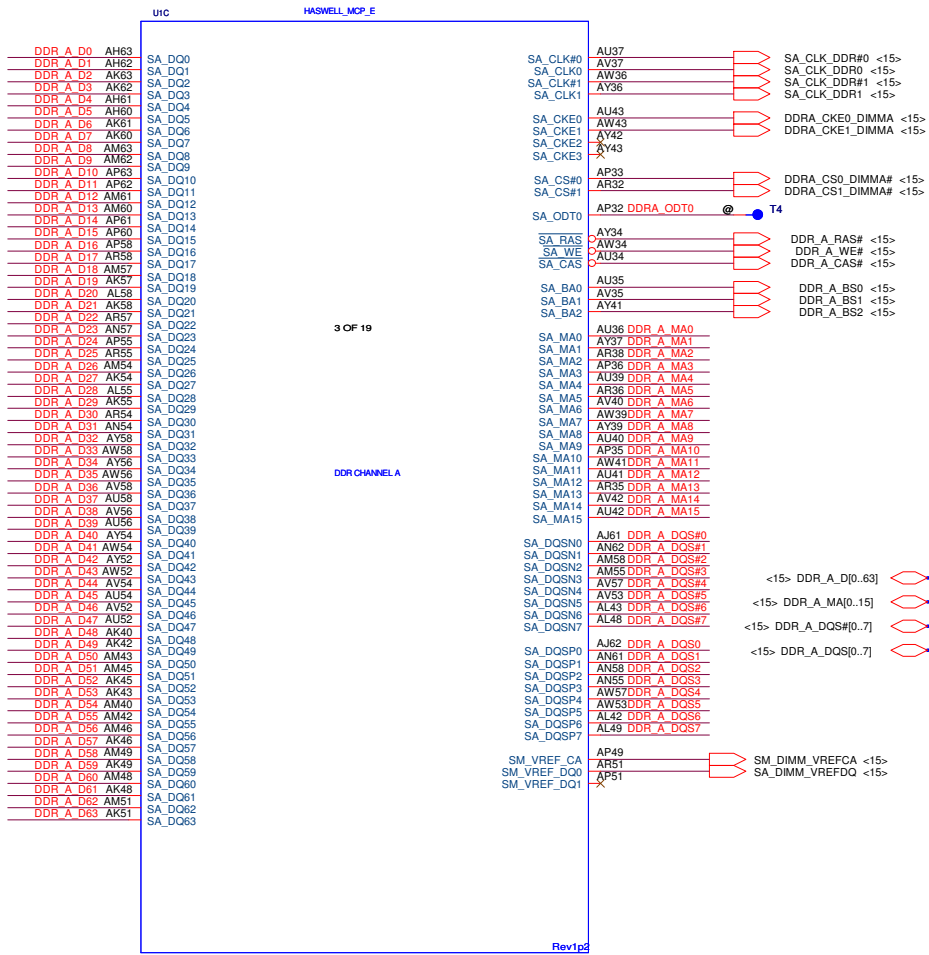 U1C
HASWELL_MCP_E
DDR_A_D0 AH63 SA_DQ0
DDR_A_D1 AH62 SA_DQ1
DDR_A_D2 AK63 SA_DQ2
DDR_A_D3 AK62 SA_DQ3
DDR_A_D4 AH61 SA_DQ4
DDR_A_D5 AH60 SA_DQ5
DDR_A_D6 AK61 SA_DQ6
DDR_A_D7 AK60 SA_DQ7
DDR_A_D8 AM63 SA_DQ8
DDR_A_D9 AM62 SA_DQ9
DDR_A_D10 AP63 SA_DQ10
DDR_A_D11 AP62 SA_DQ11
DDR_A_D12 AM61 SA_DQ12
DDR_A_D13 AM60 SA_DQ13
DDR_A_D14 AP61 SA_DQ14
DDR_A_D15 AP60 SA_DQ15
DDR_A_D16 AP58 SA_DQ16
DDR_A_D17 AR58 SA_DQ17
DDR_A_D18 AM57 SA_DQ18
DDR_A_D19 AK57 SA_DQ19
DDR_A_D20 AL58 SA_DQ20
DDR_A_D21 AK58 SA_DQ21
DDR_A_D22 AR57 SA_DQ22
DDR_A_D23 AN57 SA_DQ23
DDR_A_D24 AP55 SA_DQ24
DDR_A_D25 AR55 SA_DQ25
DDR_A_D26 AM54 SA_DQ26
DDR_A_D27 AK54 SA_DQ27
DDR_A_D28 AL55 SA_DQ28
DDR_A_D29 AK55 SA_DQ29
DDR_A_D30 AR54 SA_DQ30
DDR_A_D31 AN54 SA_DQ31
DDR_A_D32 AY58 SA_DQ32
DDR_A_D33 AW58 SA_DQ33
DDR_A_D34 AY56 SA_DQ34
DDR_A_D35 AW56 SA_DQ35
DDR_A_D36 AV58 SA_DQ36
DDR_A_D37 AU58 SA_DQ37
DDR_A_D38 AV56 SA_DQ38
DDR_A_D39 AU56 SA_DQ39
DDR_A_D40 AY54 SA_DQ40
DDR_A_D41 AW54 SA_DQ41
DDR_A_D42 AY52 SA_DQ42
DDR_A_D43 AW52 SA_DQ43
DDR_A_D44 AV54 SA_DQ44
DDR_A_D45 AU54 SA_DQ45
DDR_A_D46 AV52 SA_DQ46
DDR_A_D47 AU52 SA_DQ47
DDR_A_D48 AK40 SA_DQ48
DDR_A_D49 AK42 SA_DQ49
DDR_A_D50 AM43 SA_DQ50
DDR_A_D51 AM45 SA_DQ51
DDR_A_D52 AK45 SA_DQ52
DDR_A_D53 AK43 SA_DQ53
DDR_A_D54 AM40 SA_DQ54
DDR_A_D55 AM42 SA_DQ55
DDR_A_D56 AM46 SA_DQ56
DDR_A_D57 AK46 SA_DQ57
DDR_A_D58 AM49 SA_DQ58
DDR_A_D59 AK49 SA_DQ59
DDR_A_D60 AM48 SA_DQ60
DDR_A_D61 AK48 SA_DQ61
DDR_A_D62 AM51 SA_DQ62
DDR_A_D63 AK51 SA_DQ63
3 OF 19
DDR CHANNEL A
SA_CLK#0 AU37 SA_CLK_DDR#0 <15>
SA_CLK0 AV37 SA_CLK_DDR0 <15>
SA_CLK#1 AW36 SA_CLK_DDR#1 <15>
SA_CLK1 AY36 SA_CLK_DDR1 <15>
SA_CKE0 AU43 DDRA_CKE0_DIMMA <15>
SA_CKE1 AW43 DDRA_CKE1_DIMMA <15>
SA_CKE2 AY42
SA_CKE3 AY43
SA_CS#0 AP33 DDRA_CS0_DIMMA# <15>
SA_CS#1 AR32 DDRA_CS1_DIMMA# <15>
SA_ODT0 AP32 DDRA_ODT0 @ T4
SA_RAS AY34 DDR_A_RAS# <15>
SA_WE AW34 DDR_A_WE# <15>
SA_CAS AU34 DDR_A_CAS# <15>
SA_BA0 AU35 DDR_A_BS0 <15>
SA_BA1 AV35 DDR_A_BS1 <15>
SA_BA2 AY41 DDR_A_BS2 <15>
SA_MA0 AU36 DDR_A_MA0
SA_MA1 AY37 DDR_A_MA1
SA_MA2 AR38 DDR_A_MA2
SA_MA3 AP36 DDR_A_MA3
SA_MA4 AU39 DDR_A_MA4
SA_MA5 AR36 DDR_A_MA5
SA_MA6 AV40 DDR_A_MA6
SA_MA7 AW39 DDR_A_MA7
SA_MA8 AY39 DDR_A_MA8
SA_MA9 AU40 DDR_A_MA9
SA_MA10 AP35 DDR_A_MA10
SA_MA11 AW41 DDR_A_MA11
SA_MA12 AU41 DDR_A_MA12
SA_MA13 AR35 DDR_A_MA13
SA_MA14 AV42 DDR_A_MA14
SA_MA15 AU42 DDR_A_MA15
SA_DQSN0 AJ61 DDR_A_DQS#0
SA_DQSN1 AN62 DDR_A_DQS#1
SA_DQSN2 AM58 DDR_A_DQS#2
SA_DQSN3 AM55 DDR_A_DQS#3
SA_DQSN4 AV57 DDR_A_DQS#4
SA_DQSN5 AV53 DDR_A_DQS#5
SA_DQSN6 AL43 DDR_A_DQS#6
SA_DQSN7 AL48 DDR_A_DQS#7
SA_DQSP0 AJ62 DDR_A_DQS0
SA_DQSP1 AN61 DDR_A_DQS1
SA_DQSP2 AN58 DDR_A_DQS2
SA_DQSP3 AN55 DDR_A_DQS3
SA_DQSP4 AW57 DDR_A_DQS4
SA_DQSP5 AW53 DDR_A_DQS5
SA_DQSP6 AL42 DDR_A_DQS6
SA_DQSP7 AL49 DDR_A_DQS7
SM_VREF_CA AP49 SM_DIMM_VREFCA <15>
SM_VREF_DQ0 AR51 SA_DIMM_VREFDQ <15>
SM_VREF_DQ1 AP51
<15> DDR_A_D[0..63]
<15> DDR_A_MA[0..15]
<15> DDR_A_DQS#[0..7]
<15> DDR_A_DQS[0..7]
Rev1p2